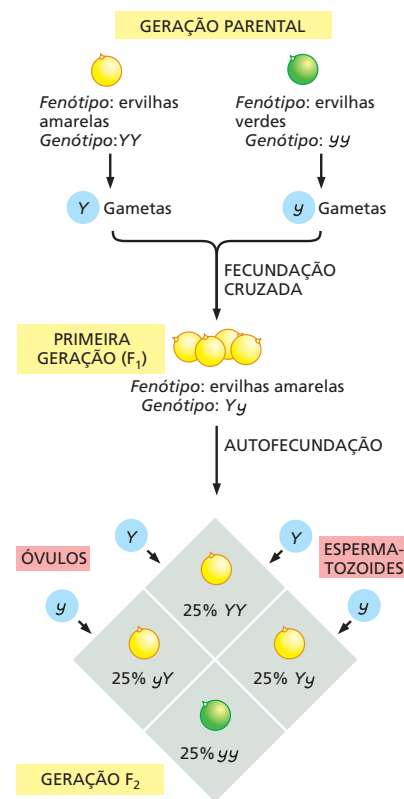 GERAÇÃO PARENTAL
Fenótipo: ervilhas
amarelas
Genótipo:YY
Fenótipo: ervilhas
verdes
Genótipo: yy
Y Gametas
y Gametas
FECUNDAÇÃO
CRUZADA
PRIMEIRA
GERAÇÃO (F₁)
Fenótipo: ervilhas amarelas
Genótipo: Yy
AUTOFECUNDAÇÃO
ÓVULOS
Y
Y
ESPERMA-
TOZOIDES
y
y
25% YY
25% yY
25% Yy
25% yy
GERAÇÃO F₂